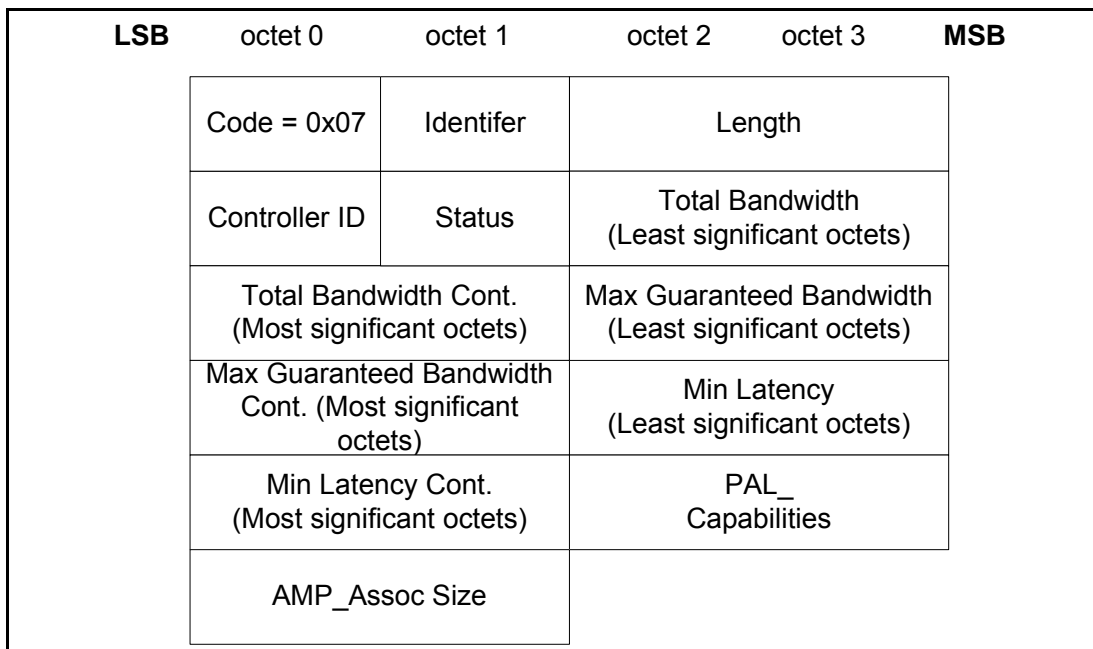 LSB octet 0 octet 1 octet 2 octet 3 MSB
Code = 0x07 Identifer Length
Controller ID Status Total Bandwidth
(Least significant octets)
Total Bandwidth Cont.
(Most significant octets)
Max Guaranteed Bandwidth
(Least significant octets)
Max Guaranteed Bandwidth
Cont. (Most significant
octets)
Min Latency
(Least significant octets)
Min Latency Cont.
(Most significant octets)
PAL_
Capabilities
AMP_Assoc Size